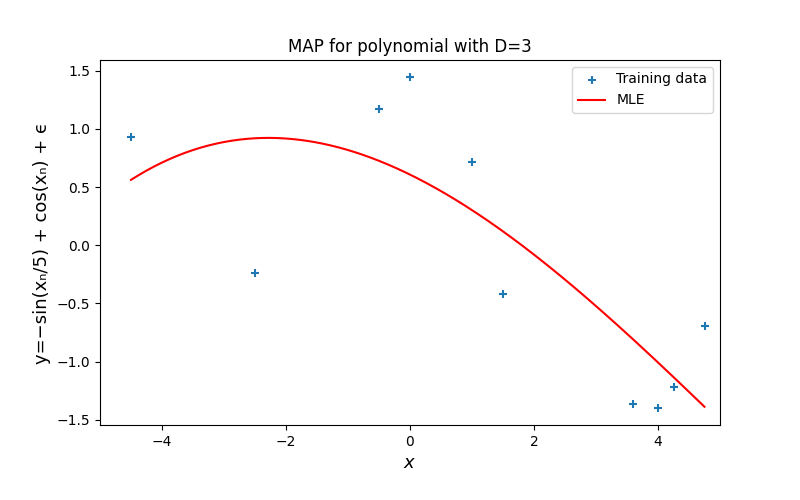 MAP for polynomial with D=3
Training data
MLE
y=−sin(xₙ/5) + cos(xₙ) + ϵ
1.5
1.0
0.5
0.0
−0.5
−1.0
−1.5
−4
−2
0
2
4
x